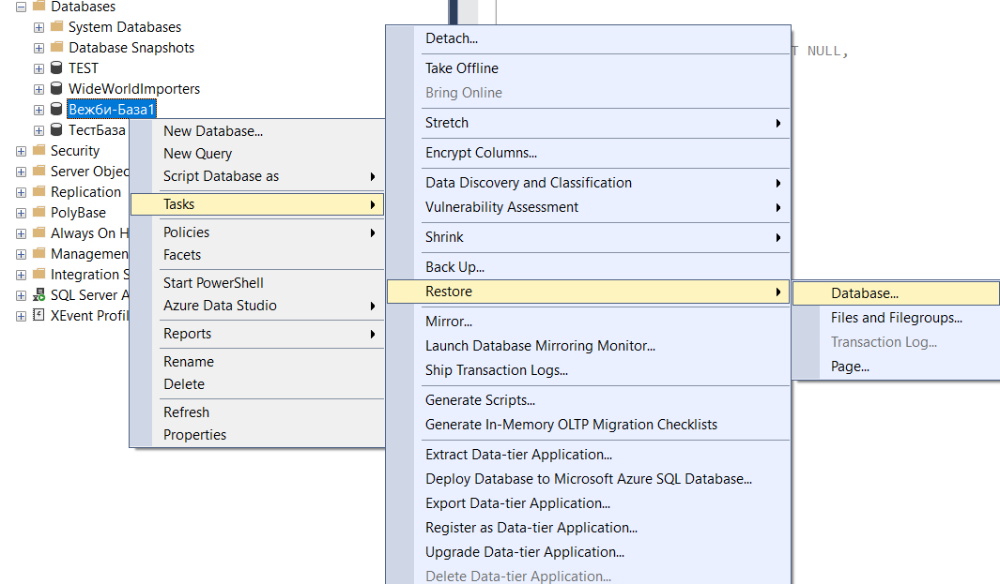 Databases
System Databases
Database Snapshots
TEST
WideWorldImporters
Вежби-База1
ТестБаза
Security
Server Objec
Replication
PolyBase
Always On H
Managemen
Integration S
SQL Server A
XEvent Profil
New Database...
New Query
Script Database as
Tasks
Policies
Facets
Start PowerShell
Azure Data Studio
Reports
Rename
Delete
Refresh
Properties
Detach...
Take Offline
Bring Online
Stretch
Encrypt Columns...
Data Discovery and Classification
Vulnerability Assessment
Shrink
Back Up...
Restore
Mirror...
Launch Database Mirroring Monitor...
Ship Transaction Logs...
Generate Scripts...
Generate In-Memory OLTP Migration Checklists
Extract Data-tier Application...
Deploy Database to Microsoft Azure SQL Database...
Export Data-tier Application...
Register as Data-tier Application...
Upgrade Data-tier Application...
Delete Data-tier Application...
T NULL,
Database...
Files and Filegroups...
Transaction Log...
Page...